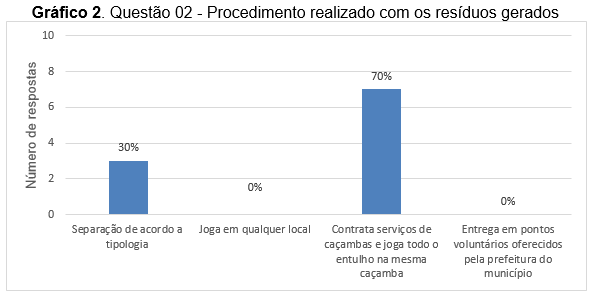 Gráfico 2. Questão 02 - Procedimento realizado com os resíduos gerados
Número de respostas
10
8
6
4
2
0
30%
0%
70%
0%
Separação de acordo a
tipologia
Joga em qualquer local
Contrata serviços de
caçambas e joga todo o
entulho na mesma
caçamba
Entrega em pontos
voluntários oferecidos
pela prefeitura do
município